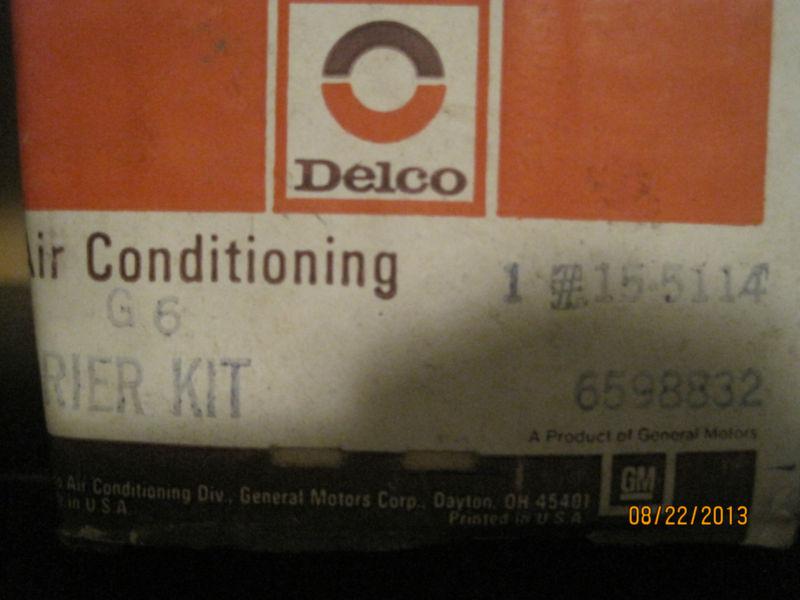 Delco
Air Conditioning
1 #15-5114
G 6
RIER KIT
6598832
A Product of General Motors
Air Conditioning Div., General Motors Corp., Dayton, OH 45401
in U.S.A.
Printed in U.S.A.
GM
08/22/2013